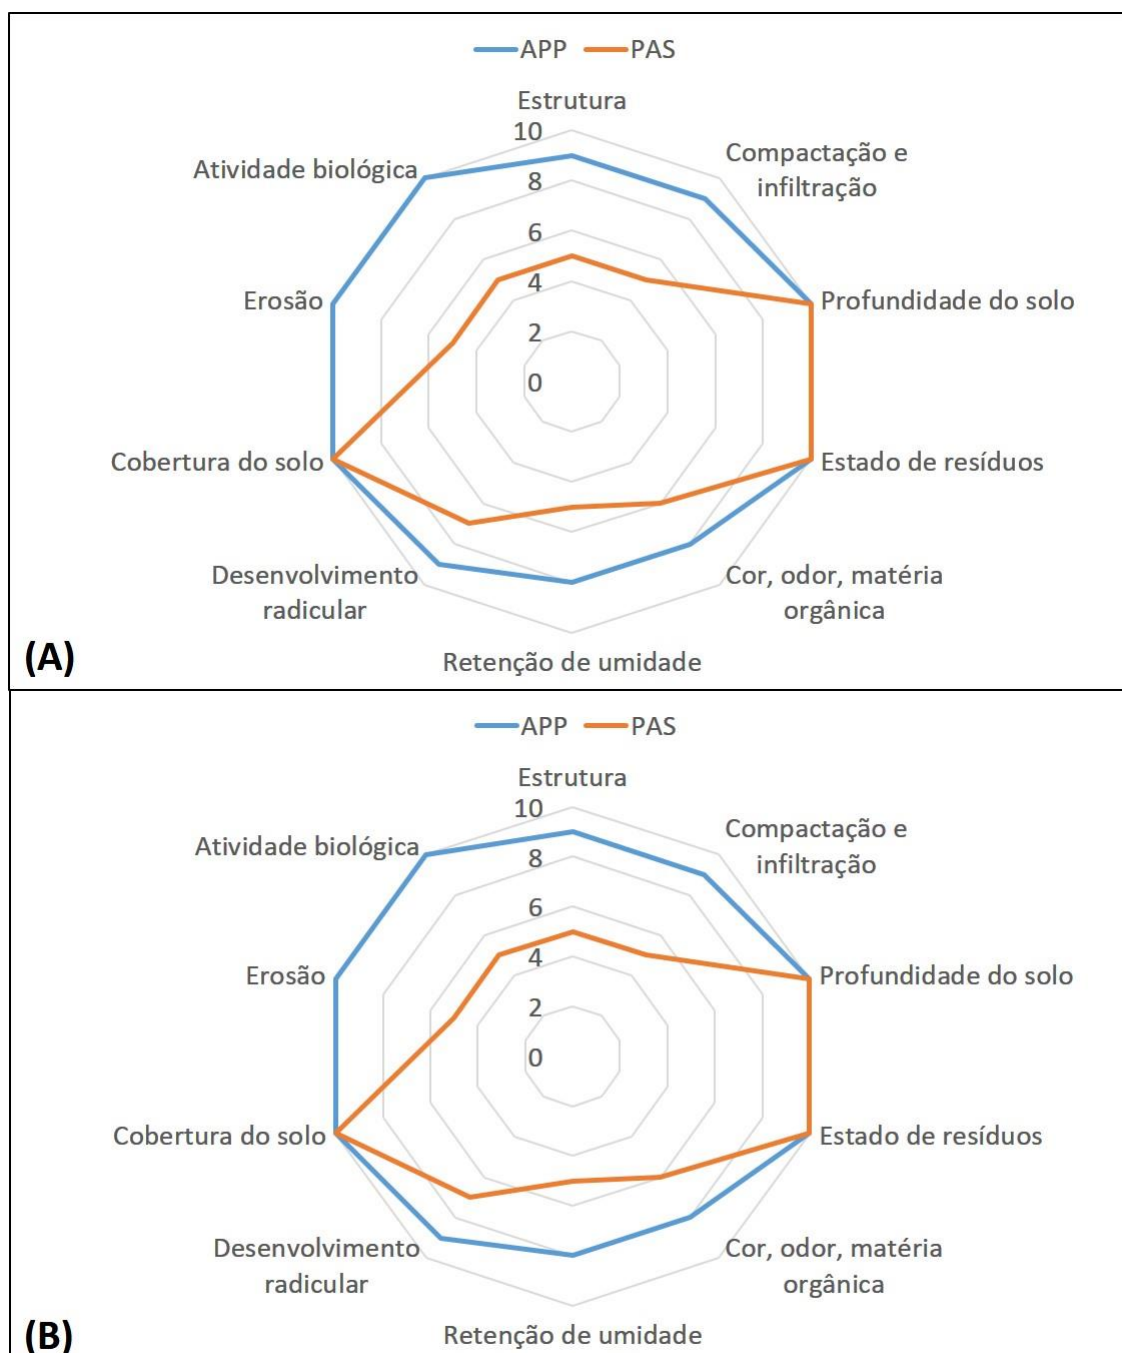 APP PAS
Estrutura
10
8
6
4
2
0
Compactação e
infiltração
Profundidade do solo
Estado de resíduos
Cor, odor, matéria
orgânica
Retenção de umidade
Desenvolvimento
radicular
Cobertura do solo
Erosão
Atividade biológica
(A)
APP PAS
Estrutura
10
8
6
4
2
0
Compactação e
infiltração
Profundidade do solo
Estado de resíduos
Cor, odor, matéria
orgânica
Retenção de umidade
Desenvolvimento
radicular
Cobertura do solo
Erosão
Atividade biológica
(B)